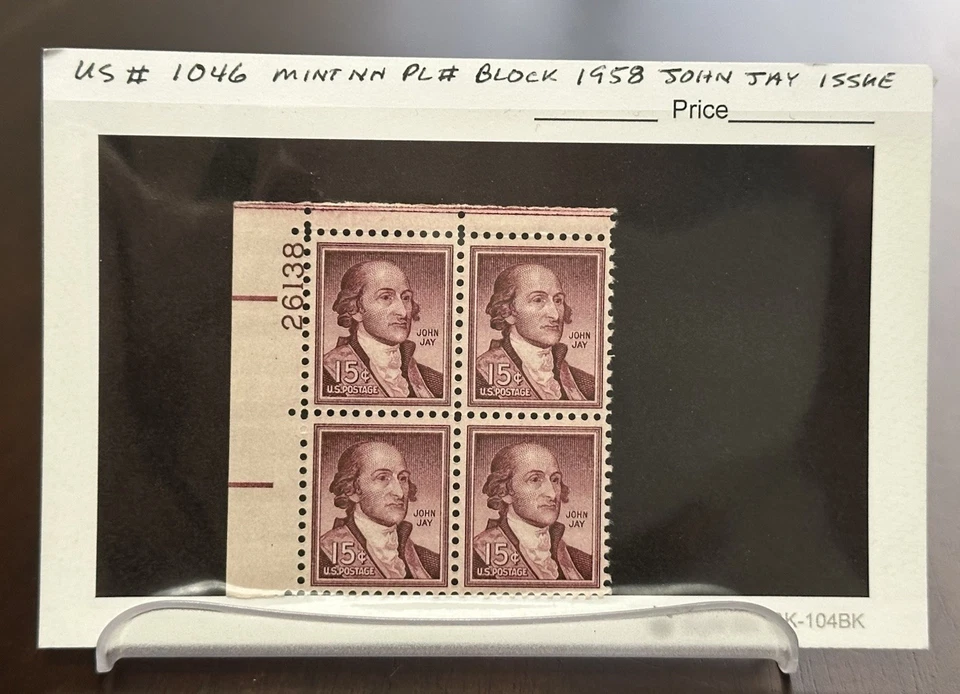 US # 1046 MINT NN PL# BLOCK 1958 JOHN JAY ISSUE
Price
26138
JOHN
JAY
15¢
U.S. POSTAGE
JOHN
JAY
15¢
U.S. POSTAGE
JOHN
JAY
15¢
U.S. POSTAGE
JOHN
JAY
15¢
U.S. POSTAGE
K-104BK